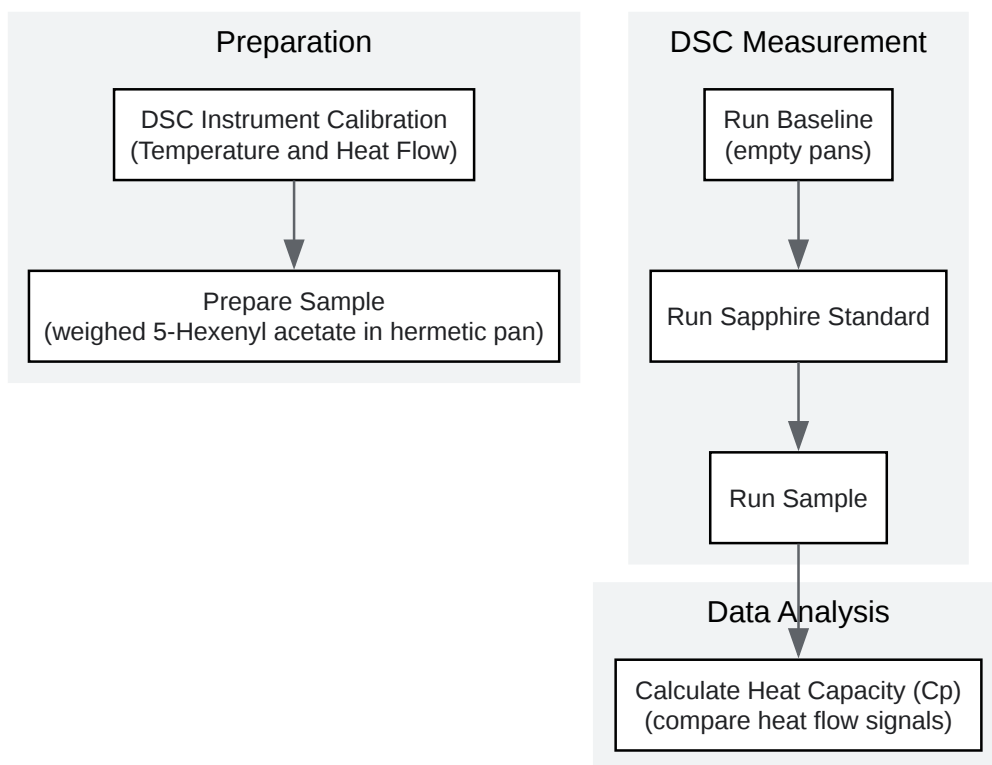 Preparation
DSC Instrument Calibration
(Temperature and Heat Flow)
Prepare Sample
(weighed 5-Hexenyl acetate in hermetic pan)
DSC Measurement
Run Baseline
(empty pans)
Run Sapphire Standard
Run Sample
Data Analysis
Calculate Heat Capacity (Cp)
(compare heat flow signals)